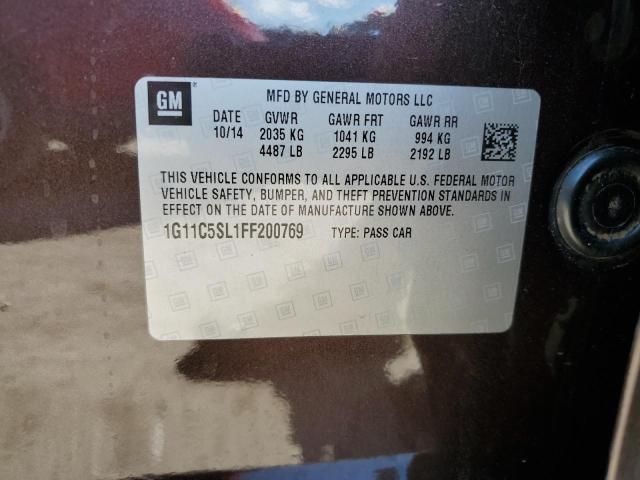 GM
MFD BY GENERAL MOTORS LLC
DATE GVWR GAWR FRT GAWR RR
10/14 2035 KG 1041 KG 994 KG
4487 LB 2295 LB 2192 LB
THIS VEHICLE CONFORMS TO ALL APPLICABLE U.S. FEDERAL MOTOR
VEHICLE SAFETY, BUMPER, AND THEFT PREVENTION STANDARDS
IN EFFECT ON THE DATE OF MANUFACTURE SHOWN ABOVE.
1G11C5SL1FF200769 TYPE: PASS CAR